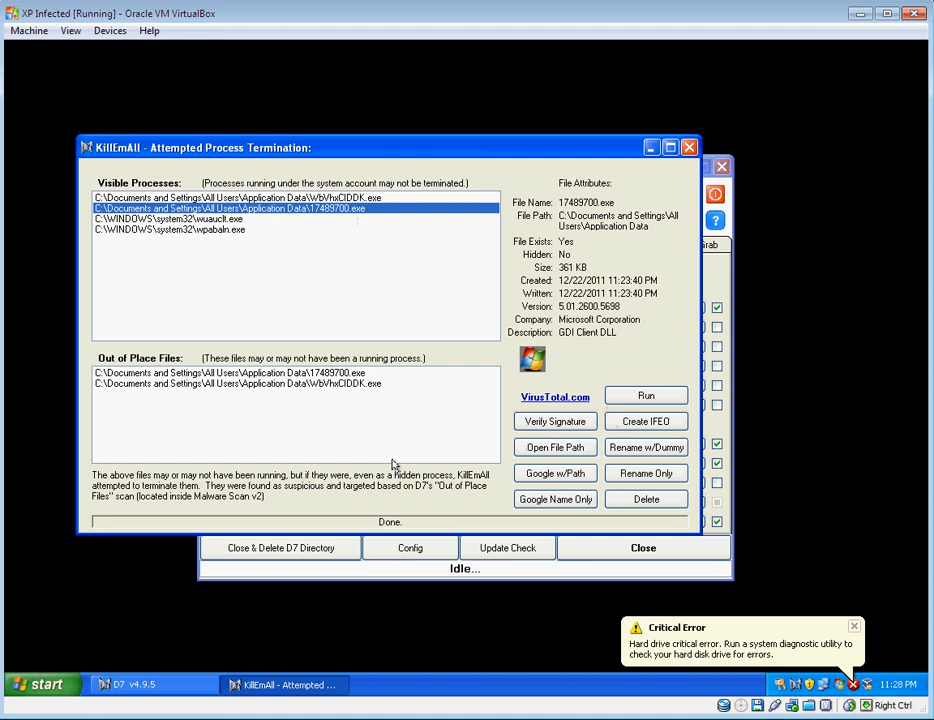 XP Infected [Running] - Oracle VM VirtualBox
Machine View Devices Help
KillEmAll - Attempted Process Termination:
Visible Processes: (Processes running under the system account may not be terminated.)
C:\Documents and Settings\All Users\Application Data\WbVhxCIDDK.exe
C:\Documents and Settings\All Users\Application Data\17489700.exe
C:\WINDOWS\system32\wuauclt.exe
C:\WINDOWS\system32\wpabaln.exe
File Attributes:
File Name: 17489700.exe
File Path: C:\Documents and Settings\All
Users\Application Data
File Exists: Yes
Hidden: No
Size: 361 KB
Created: 12/22/2011 11:23:40 PM
Written: 12/22/2011 11:23:40 PM
Version: 5.01.2600.5698
Company: Microsoft Corporation
Description: GDI Client DLL
Out of Place Files: (These files may or may not have been a running process.)
C:\Documents and Settings\All Users\Application Data\17489700.exe
C:\Documents and Settings\All Users\Application Data\WbVhxCIDDK.exe
VirusTotal.com Run
Verify Signature Create IFEO
Open File Path Rename w/Dummy
Google w/Path Rename Only
Google Name Only Delete
The above files may or may not have been running, but if they were, even as a hidden process, KillEmAll
attempted to terminate them. They were found as suspicious and targeted based on D7's "Out of Place
Files" scan (located inside Malware Scan v2)
Done.
?
Close & Delete D7 Directory Config Update Check Close
Idle...
Critical Error
Hard drive critical error. Run a system diagnostic utility to
check your hard disk drive for errors.
start D7 v4.9.5 KillEmAll - Attempted ... 11:28 PM
Right Ctrl